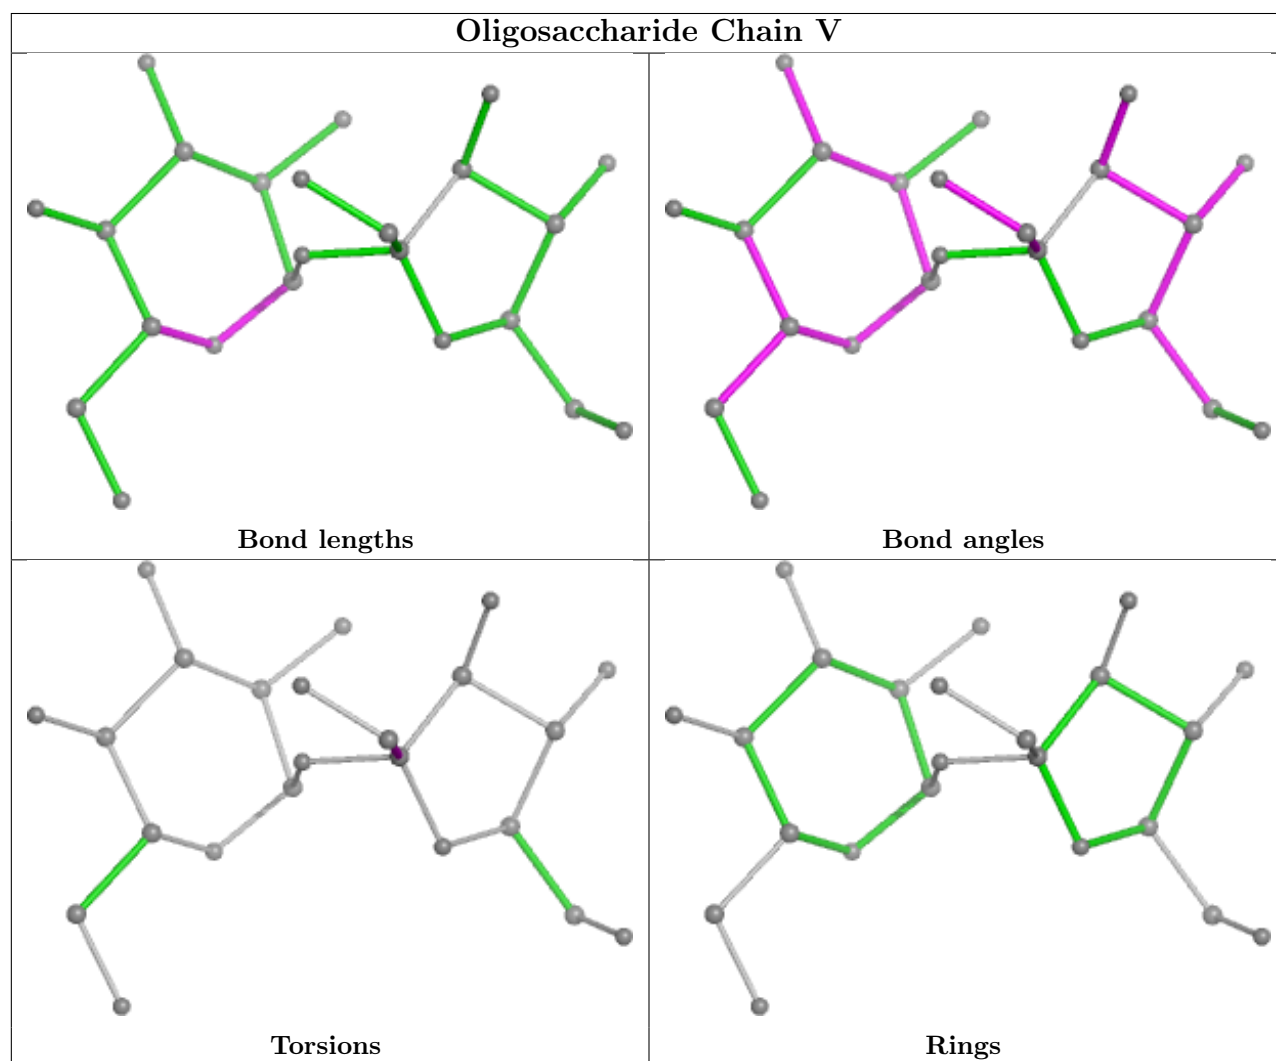 Oligosaccharide Chain V
Bond lengths
Bond angles
Torsions
Rings